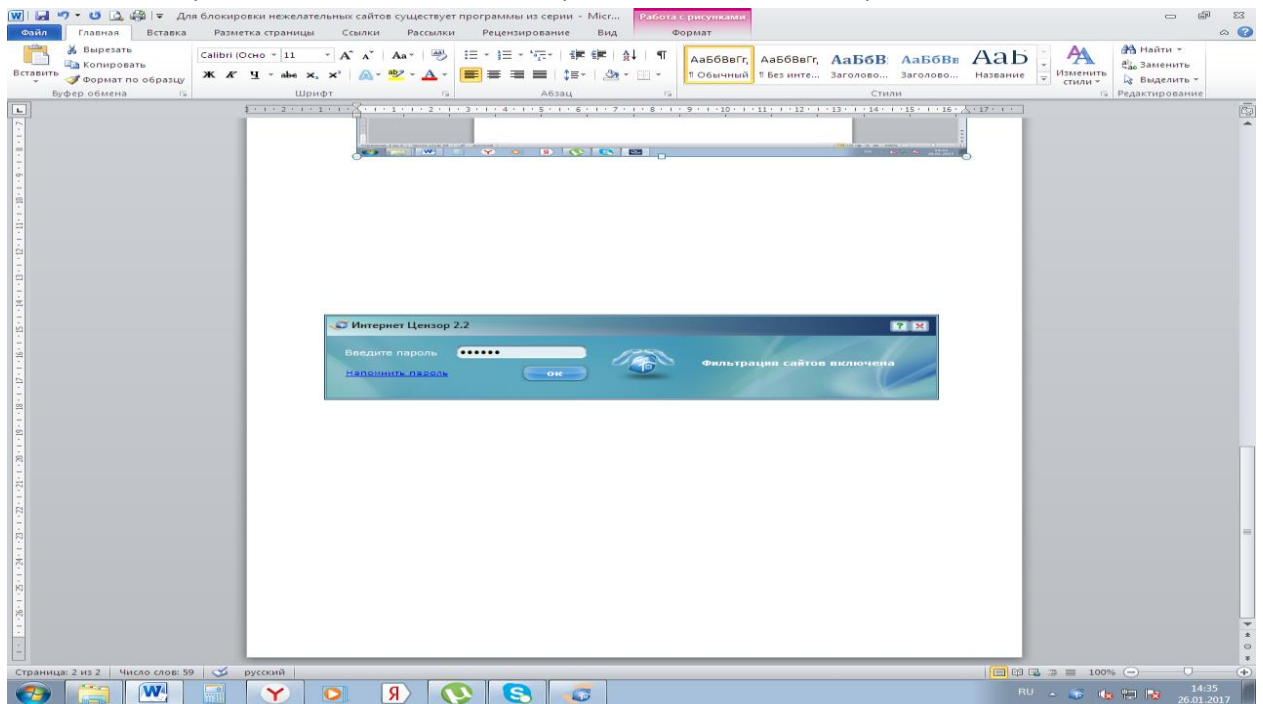 Для блокировки нежелательных сайтов существует программы из серии - Micr...
Работа с рисунками
Файл Главная Вставка Разметка страницы Ссылки Рассылки Рецензирование Вид Формат
Вставить
Вырезать
Копировать
Формат по образцу
Буфер обмена
Calibri (Осно 11
Ж К Ч abc x, x²
Шрифт
Абзац
АаБбВвГг, АаБбВвГг, АаБбВ АаБбВв Ааb
¶ Обычный ¶ Без инте... Заголово... Заголово... Название
Изменить стили
Стили
Найти
Заменить
Выделить
Редактирование
Интернет Цензор 2.2
Введите пароль ••••••
Напомнить пароль
ок
Фильтрация сайтов включена
Страница: 2 из 2 Число слов: 59 русский 100%
RU
14:35
26.01.2017